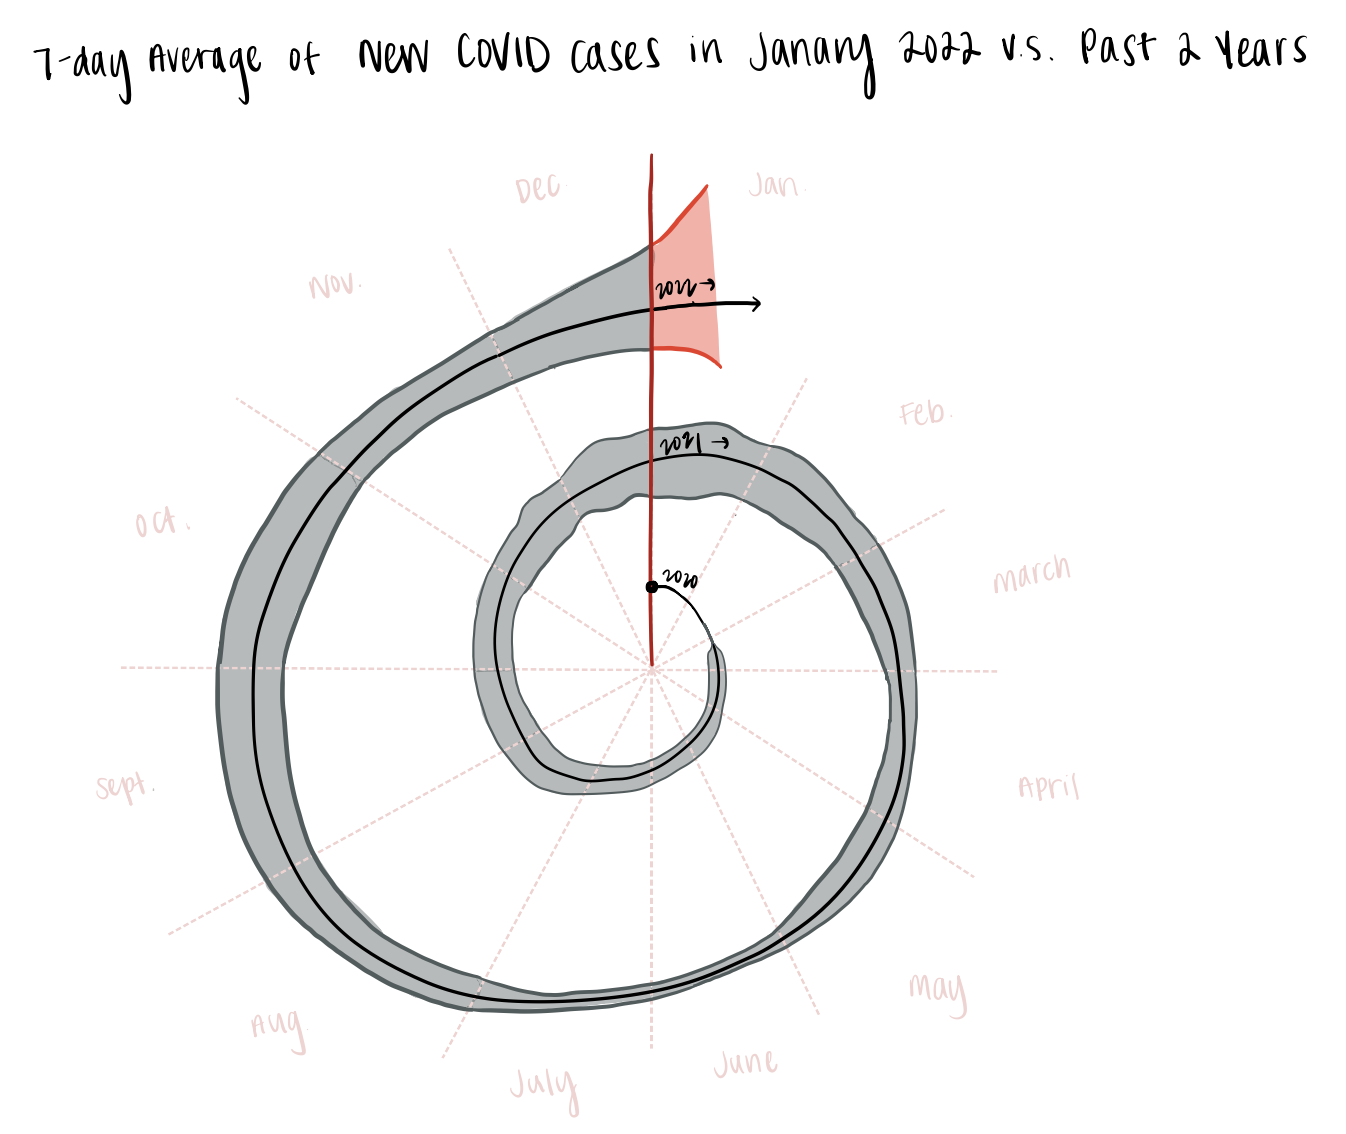 7-day Average of New COVID cases in Janary 2022 v.s. Past 2 Years
Dec.
Jan.
Nov.
2022 →
Feb.
2021 →
Oct.
March
2020
Sept.
April
May
Aug.
June
July